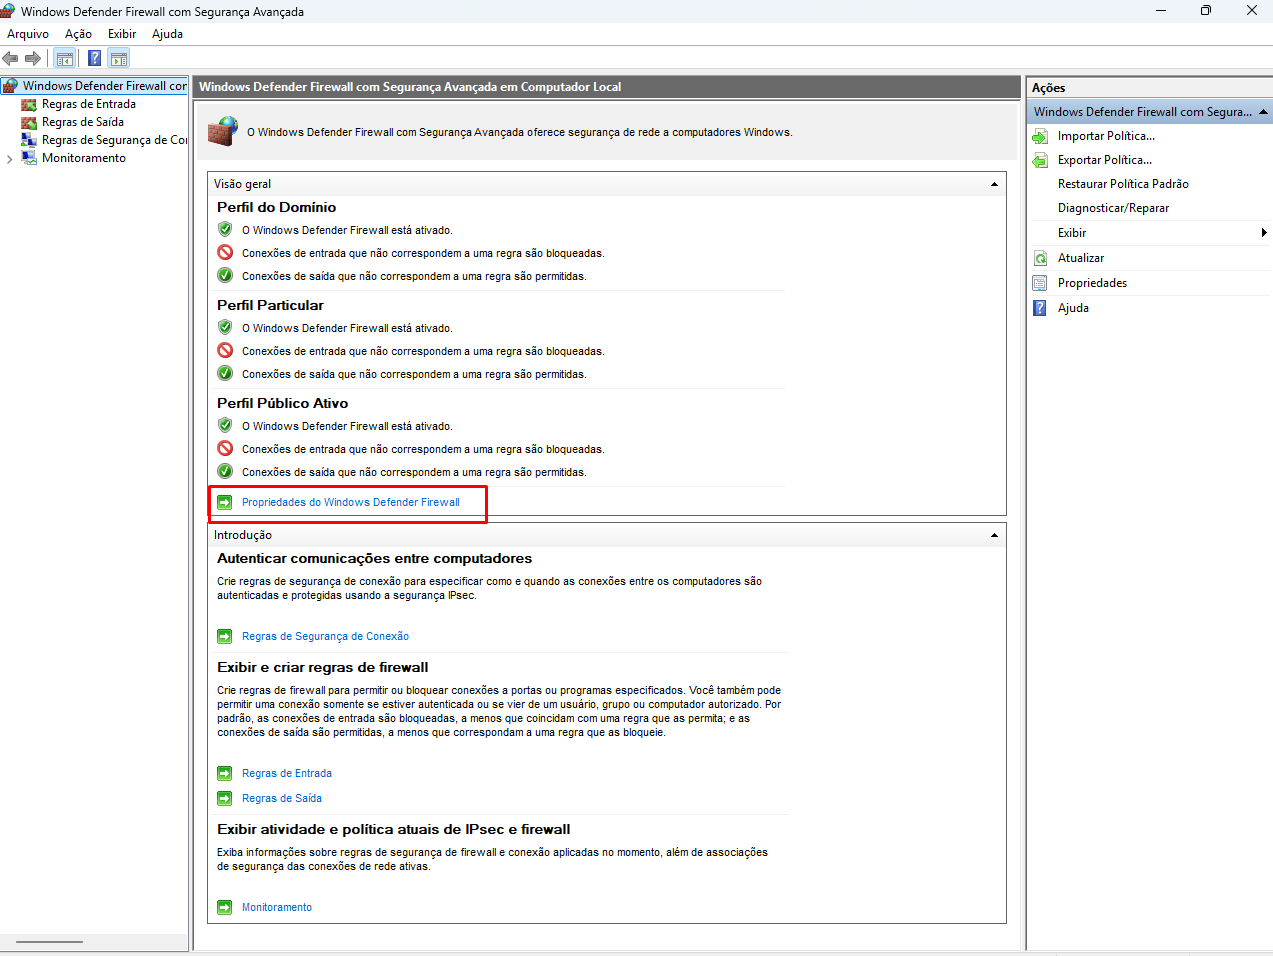 Windows Defender Firewall com Segurança Avançada
Arquivo Ação Exibir Ajuda
Windows Defender Firewall com
Regras de Entrada
Regras de Saída
Regras de Segurança de Co
Monitoramento
Windows Defender Firewall com Segurança Avançada em Computador Local
O Windows Defender Firewall com Segurança Avançada oferece segurança de rede a computadores Windows.
Visão geral
Perfil do Domínio
O Windows Defender Firewall está ativado.
Conexões de entrada que não correspondem a uma regra são bloqueadas.
Conexões de saída que não correspondem a uma regra são permitidas.
Perfil Particular
O Windows Defender Firewall está ativado.
Conexões de entrada que não correspondem a uma regra são bloqueadas.
Conexões de saída que não correspondem a uma regra são permitidas.
Perfil Público Ativo
O Windows Defender Firewall está ativado.
Conexões de entrada que não correspondem a uma regra são bloqueadas.
Conexões de saída que não correspondem a uma regra são permitidas.
Propriedades do Windows Defender Firewall
Introdução
Autenticar comunicações entre computadores
Crie regras de segurança de conexão para especificar como e quando as conexões entre os computadores são
autenticadas e protegidas usando a segurança IPsec.
Regras de Segurança de Conexão
Exibir e criar regras de firewall
Crie regras de firewall para permitir ou bloquear conexões a portas ou programas especificados. Você também pode
permitir uma conexão somente se estiver autenticada ou se vier de um usuário, grupo ou computador autorizado. Por
padrão, as conexões de entrada são bloqueadas, a menos que coincidam com uma regra que as permita; e as
conexões de saída são permitidas, a menos que correspondam a uma regra que as bloqueie.
Regras de Entrada
Regras de Saída
Exibir atividade e política atuais de IPsec e firewall
Exiba informações sobre regras de segurança de firewall e conexão aplicadas no momento, além de associações
de segurança das conexões de rede ativas.
Monitoramento
Ações
Windows Defender Firewall com Segura...
Importar Política...
Exportar Política...
Restaurar Política Padrão
Diagnosticar/Reparar
Exibir
Atualizar
Propriedades
Ajuda